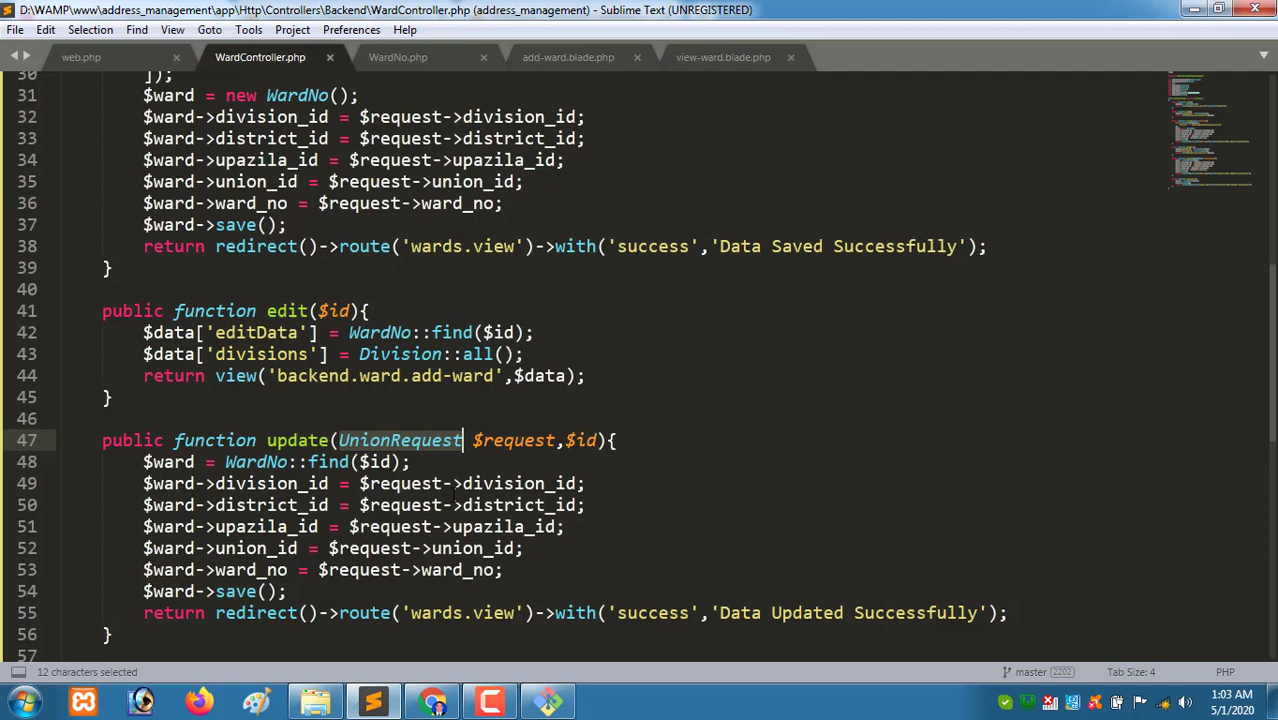 D:\WAMP\www\address_management\app\Http\Controllers\Backend\WardController.php (address_management) - Sublime Text (UNREGISTERED)
File Edit Selection Find View Goto Tools Project Preferences Help
web.php WardController.php WardNo.php add-ward.blade.php view-ward.blade.php
30 ]);
31 $ward = new WardNo();
32 $ward->division_id = $request->division_id;
33 $ward->district_id = $request->district_id;
34 $ward->upazila_id = $request->upazila_id;
35 $ward->union_id = $request->union_id;
36 $ward->ward_no = $request->ward_no;
37 $ward->save();
38 return redirect()->route('wards.view')->with('success','Data Saved Successfully');
39 }
40
41 public function edit($id){
42 $data['editData'] = WardNo::find($id);
43 $data['divisions'] = Division::all();
44 return view('backend.ward.add-ward',$data);
45 }
46
47 public function update(UnionRequest $request,$id){
48 $ward = WardNo::find($id);
49 $ward->division_id = $request->division_id;
50 $ward->district_id = $request->district_id;
51 $ward->upazila_id = $request->upazila_id;
52 $ward->union_id = $request->union_id;
53 $ward->ward_no = $request->ward_no;
54 $ward->save();
55 return redirect()->route('wards.view')->with('success','Data Updated Successfully');
56 }
57
12 characters selected master 2202 Tab Size: 4 PHP
1:03 AM
5/1/2020